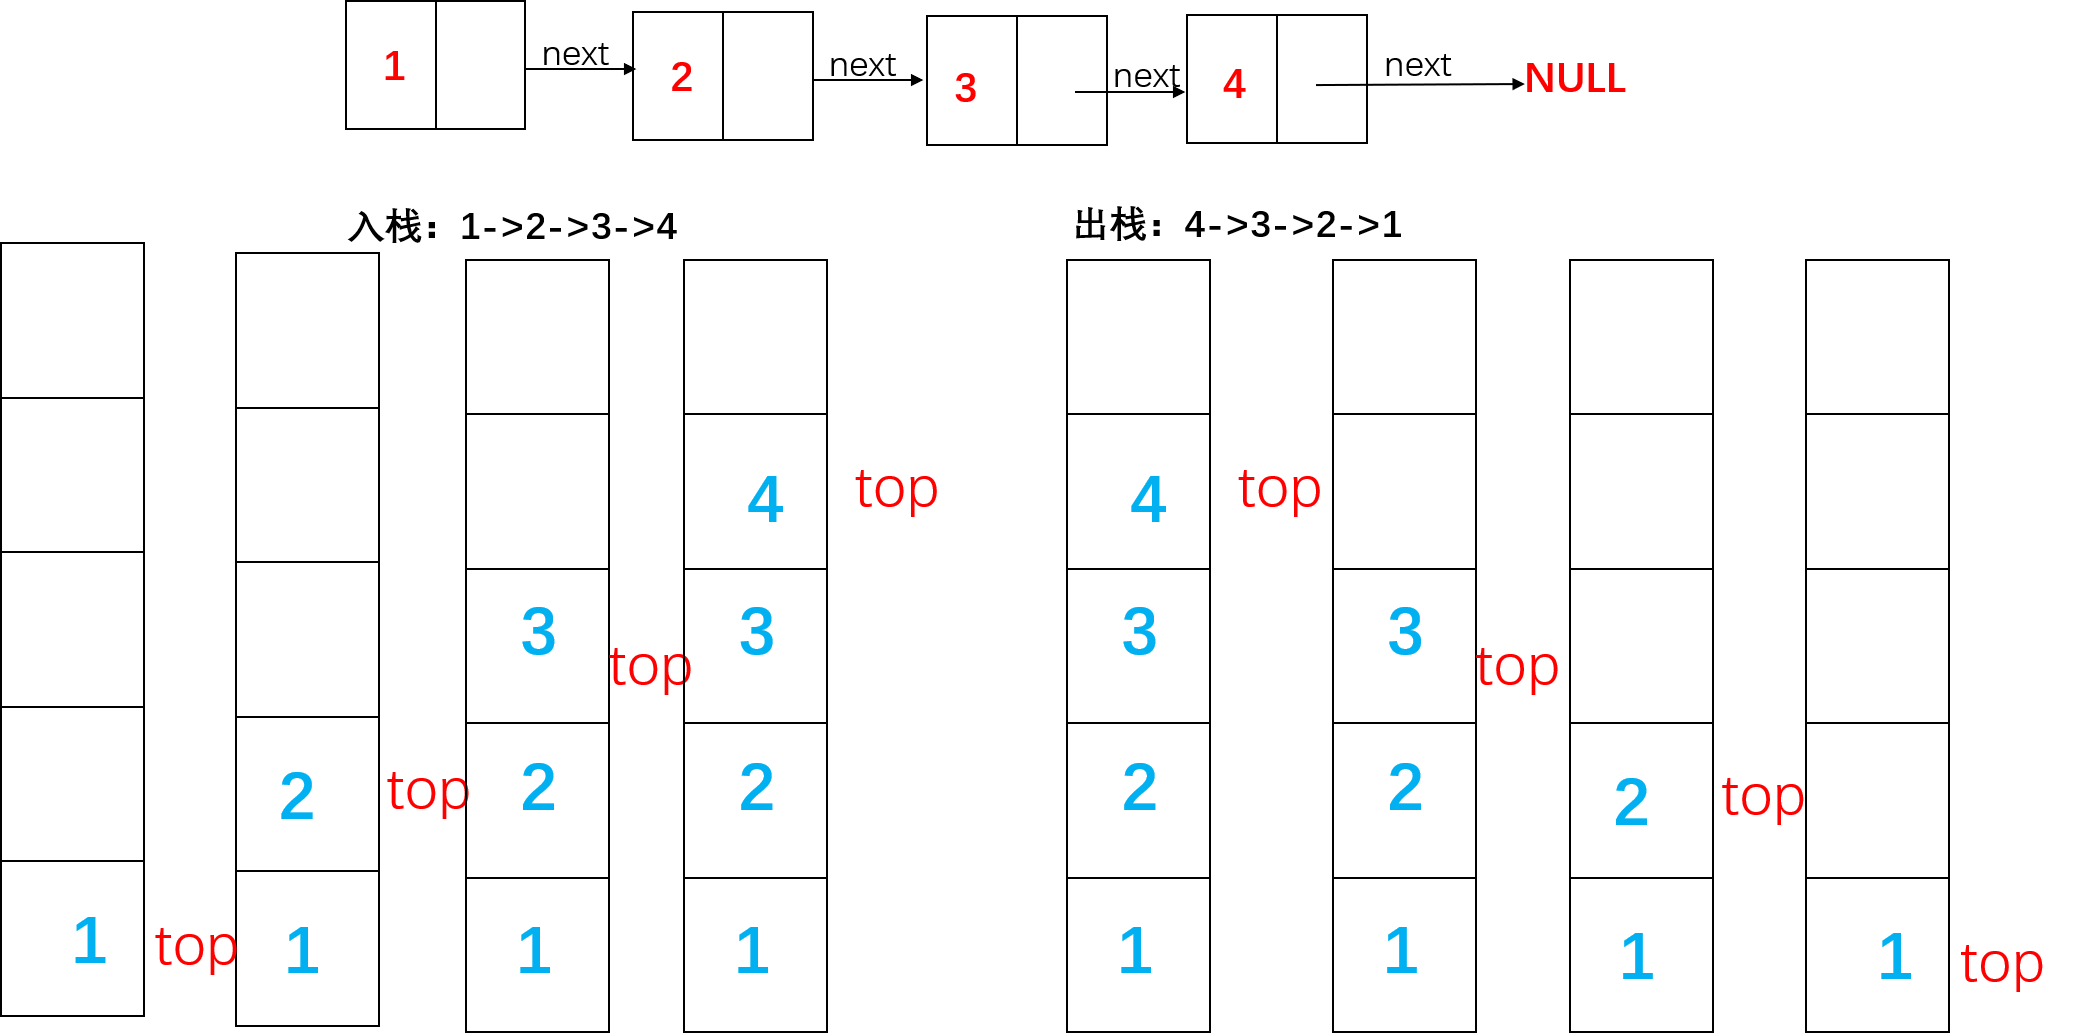 1 next 2 next 3 next 4 next NULL
入栈：1->2->3->4
出栈：4->3->2->1
4 top 4 top
3 top 3 3 3 top
2 top 2 2 2 2 2 top
1 top 1 1 1 1 1 1 1 top